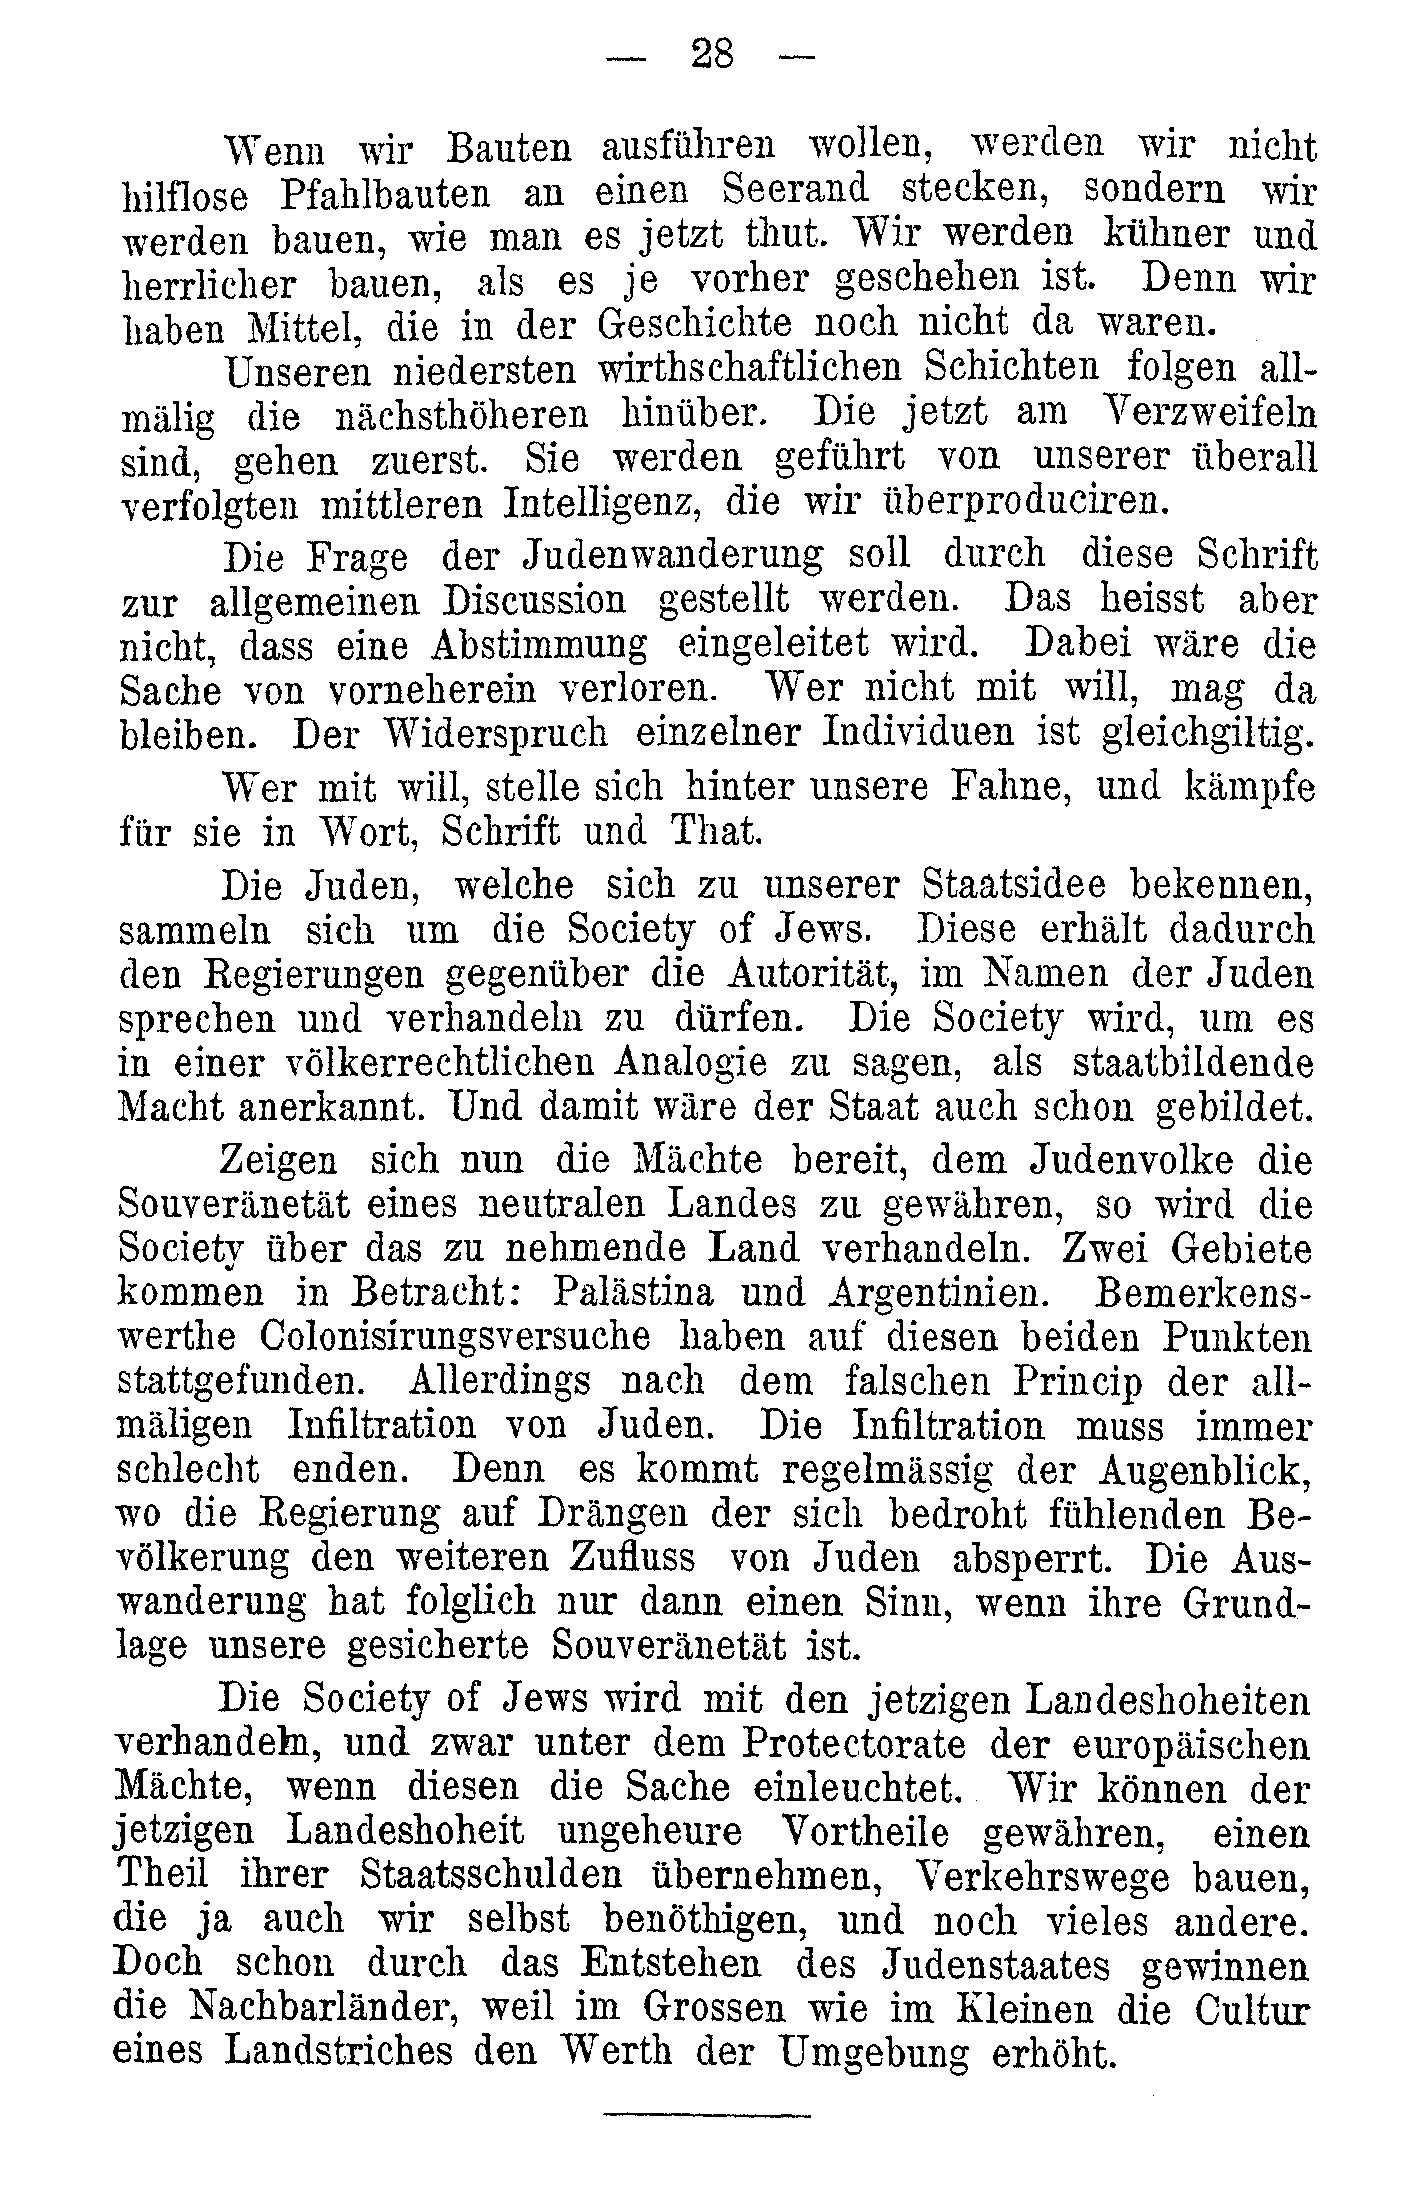 — 28 —
Wenn wir Bauten ausführen wollen, werden wir nicht
hilflose Pfahlbauten an einen Seerand stecken, sondern wir
werden bauen, wie man es jetzt thut. Wir werden kühner und
herrlicher bauen, als es je vorher geschehen ist. Denn wir
haben Mittel, die in der Geschichte noch nicht da waren.
Unseren niedersten wirthschaftlichen Schichten folgen all-
mälig die nächsthöheren hinüber. Die jetzt am Verzweifeln
sind, gehen zuerst. Sie werden geführt von unserer überall
verfolgten mittleren Intelligenz, die wir überproduciren.
Die Frage der Judenwanderung soll durch diese Schrift
zur allgemeinen Discussion gestellt werden. Das heisst aber
nicht, dass eine Abstimmung eingeleitet wird. Dabei wäre die
Sache von vorneherein verloren. Wer nicht mit will, mag da
bleiben. Der Widerspruch einzelner Individuen ist gleichgiltig.
Wer mit will, stelle sich hinter unsere Fahne, und kämpfe
für sie in Wort, Schrift und That.
Die Juden, welche sich zu unserer Staatsidee bekennen,
sammeln sich um die Society of Jews. Diese erhält dadurch
den Regierungen gegenüber die Autorität, im Namen der Juden
sprechen und verhandeln zu dürfen. Die Society wird, um es
in einer völkerrechtlichen Analogie zu sagen, als staatbildende
Macht anerkannt. Und damit wäre der Staat auch schon gebildet.
Zeigen sich nun die Mächte bereit, dem Judenvolke die
Souveränetät eines neutralen Landes zu gewähren, so wird die
Society über das zu nehmende Land verhandeln. Zwei Gebiete
kommen in Betracht: Palästina und Argentinien. Bemerkens-
werthe Colonisirungsversuche haben auf diesen beiden Punkten
stattgefunden. Allerdings nach dem falschen Princip der all-
mäligen Infiltration von Juden. Die Infiltration muss immer
schlecht enden. Denn es kommt regelmässig der Augenblick,
wo die Regierung auf Drängen der sich bedroht fühlenden Be-
völkerung den weiteren Zufluss von Juden absperrt. Die Aus-
wanderung hat folglich nur dann einen Sinn, wenn ihre Grund-
lage unsere gesicherte Souveränetät ist.
Die Society of Jews wird mit den jetzigen Landeshoheiten
verhandeln, und zwar unter dem Protectorate der europäischen
Mächte, wenn diesen die Sache einleuchtet. Wir können der
jetzigen Landeshoheit ungeheure Vortheile gewähren, einen
Theil ihrer Staatsschulden übernehmen, Verkehrswege bauen,
die ja auch wir selbst benöthigen, und noch vieles andere.
Doch schon durch das Entstehen des Judenstaates gewinnen
die Nachbarländer, weil im Grossen wie im Kleinen die Cultur
eines Landstriches den Werth der Umgebung erhöht.